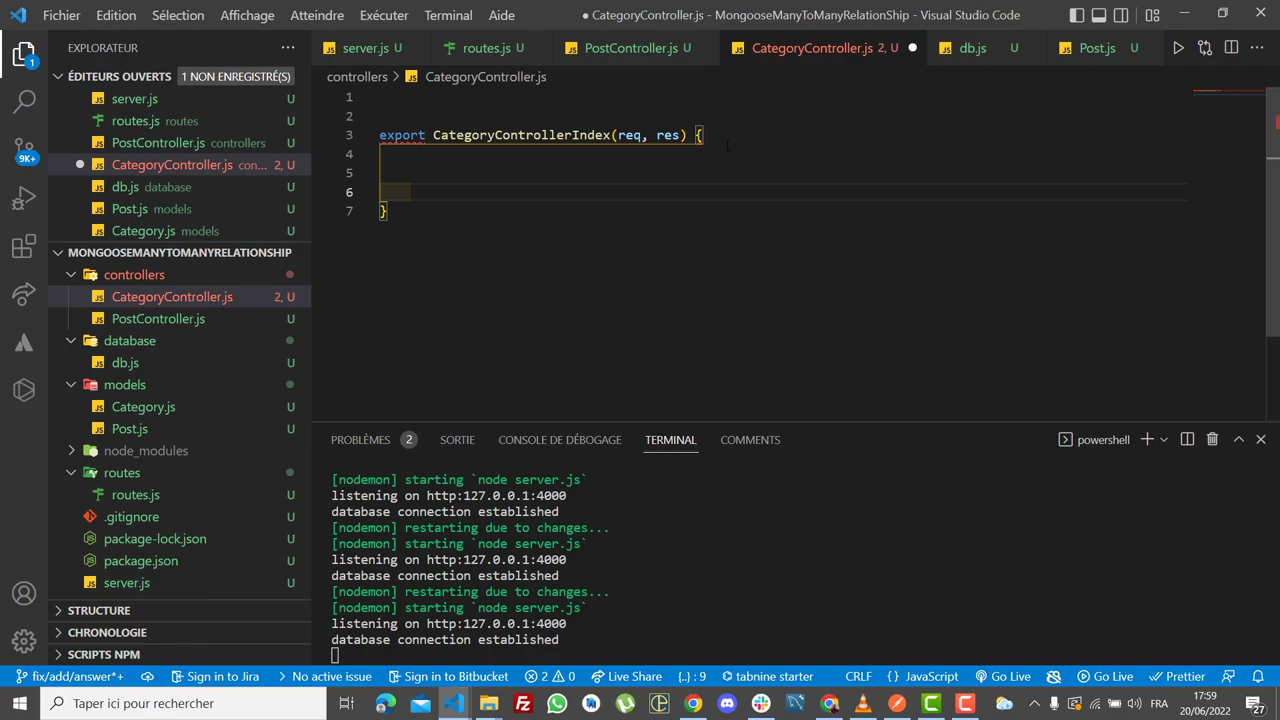 Fichier Edition Sélection Affichage Atteindre Exécuter Terminal Aide
● CategoryController.js - MongooseManyToManyRelationShip - Visual Studio Code
EXPLORATEUR ···
server.js U routes.js U PostController.js U CategoryController.js 2, U ● db.js U Post.js U
ÉDITEURS OUVERTS 1 NON ENREGISTRÉ(S)
controllers > CategoryController.js
server.js U
routes.js routes U
PostController.js controllers U
CategoryController.js con... 2, U
db.js database U
Post.js models U
Category.js models U
1
2
3 export CategoryControllerIndex(req, res) {
4
5
6
7 }
MONGOOSEMANYTOMANYRELATIONSHIP
controllers
CategoryController.js 2, U
PostController.js U
database
db.js U
models
Category.js U
Post.js U
node_modules
routes
routes.js U
.gitignore U
package-lock.json U
package.json U
server.js U
STRUCTURE
CHRONOLOGIE
SCRIPTS NPM
1
9K+
PROBLÈMES 2 SORTIE CONSOLE DE DÉBOGAGE TERMINAL COMMENTS
powershell
[nodemon] starting `node server.js`
listening on http:127.0.0.1:4000
database connection established
[nodemon] restarting due to changes...
[nodemon] starting `node server.js`
listening on http:127.0.0.1:4000
database connection established
[nodemon] restarting due to changes...
[nodemon] starting `node server.js`
listening on http:127.0.0.1:4000
database connection established
fix/add/answer*+ Sign in to Jira No active issue Sign in to Bitbucket 2 0 Live Share {..} : 9 tabnine starter CRLF {} JavaScript Go Live Go Live Prettier
Taper ici pour rechercher
FRA
17:59
20/06/2022
27